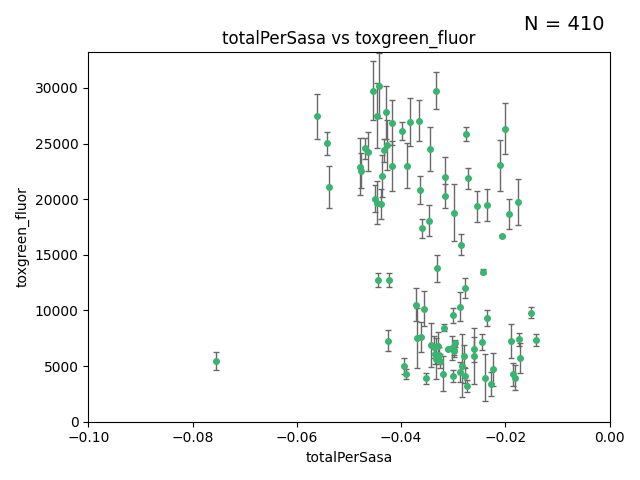 N = 410
totalPerSasa vs toxgreen_fluor
toxgreen_fluor
30000
25000
20000
15000
10000
5000
0
−0.10 −0.08 −0.06 −0.04 −0.02 0.00
totalPerSasa